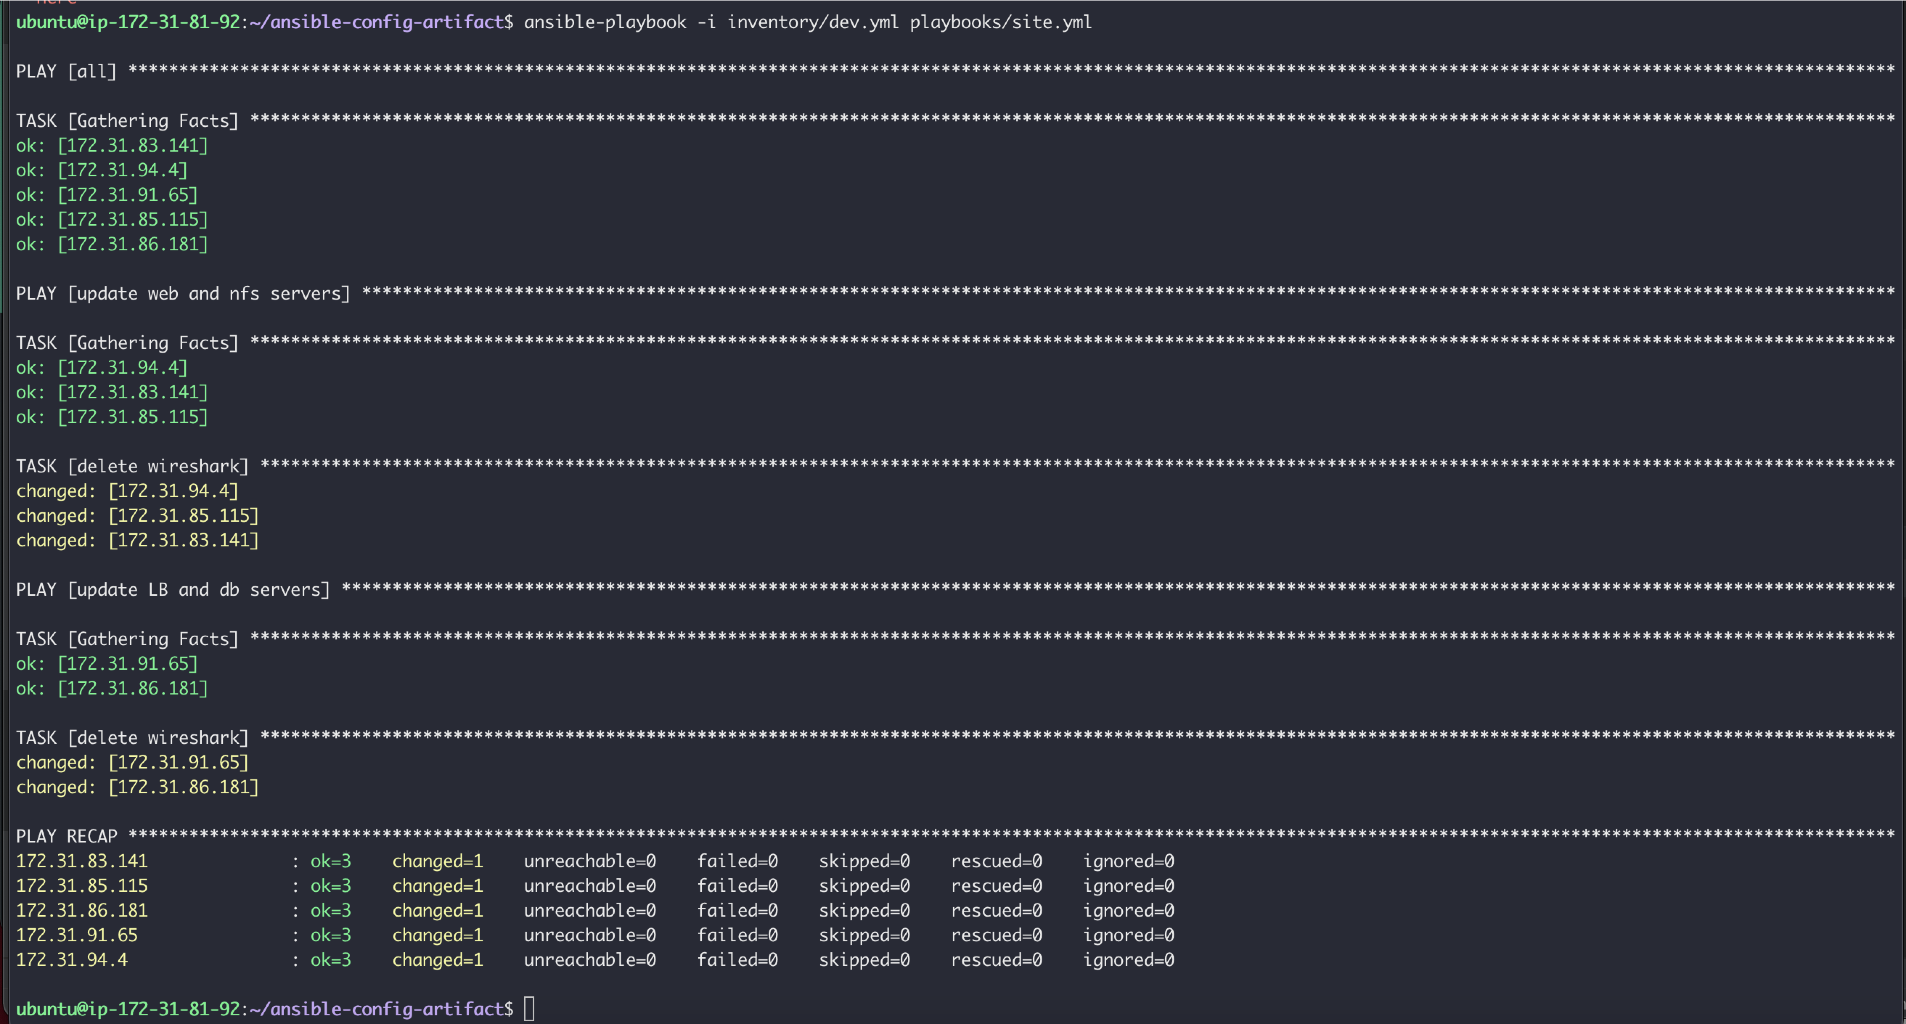 ubuntu@ip-172-31-81-92:~/ansible-config-artifact$ ansible-playbook -i inventory/dev.yml playbooks/site.yml
PLAY [all] ******************************************************************************************************************************************************************************
TASK [Gathering Facts] ******************************************************************************************************************************************************************
ok: [172.31.83.141]
ok: [172.31.94.4]
ok: [172.31.91.65]
ok: [172.31.85.115]
ok: [172.31.86.181]
PLAY [update web and nfs servers] *******************************************************************************************************************************************************
TASK [Gathering Facts] ******************************************************************************************************************************************************************
ok: [172.31.94.4]
ok: [172.31.83.141]
ok: [172.31.85.115]
TASK [delete wireshark] *****************************************************************************************************************************************************************
changed: [172.31.94.4]
changed: [172.31.85.115]
changed: [172.31.83.141]
PLAY [update LB and db servers] *********************************************************************************************************************************************************
TASK [Gathering Facts] ******************************************************************************************************************************************************************
ok: [172.31.91.65]
ok: [172.31.86.181]
TASK [delete wireshark] *****************************************************************************************************************************************************************
changed: [172.31.91.65]
changed: [172.31.86.181]
PLAY RECAP ******************************************************************************************************************************************************************************
172.31.83.141              : ok=3    changed=1    unreachable=0    failed=0    skipped=0    rescued=0    ignored=0
172.31.85.115              : ok=3    changed=1    unreachable=0    failed=0    skipped=0    rescued=0    ignored=0
172.31.86.181              : ok=3    changed=1    unreachable=0    failed=0    skipped=0    rescued=0    ignored=0
172.31.91.65               : ok=3    changed=1    unreachable=0    failed=0    skipped=0    rescued=0    ignored=0
172.31.94.4                : ok=3    changed=1    unreachable=0    failed=0    skipped=0    rescued=0    ignored=0
ubuntu@ip-172-31-81-92:~/ansible-config-artifact$